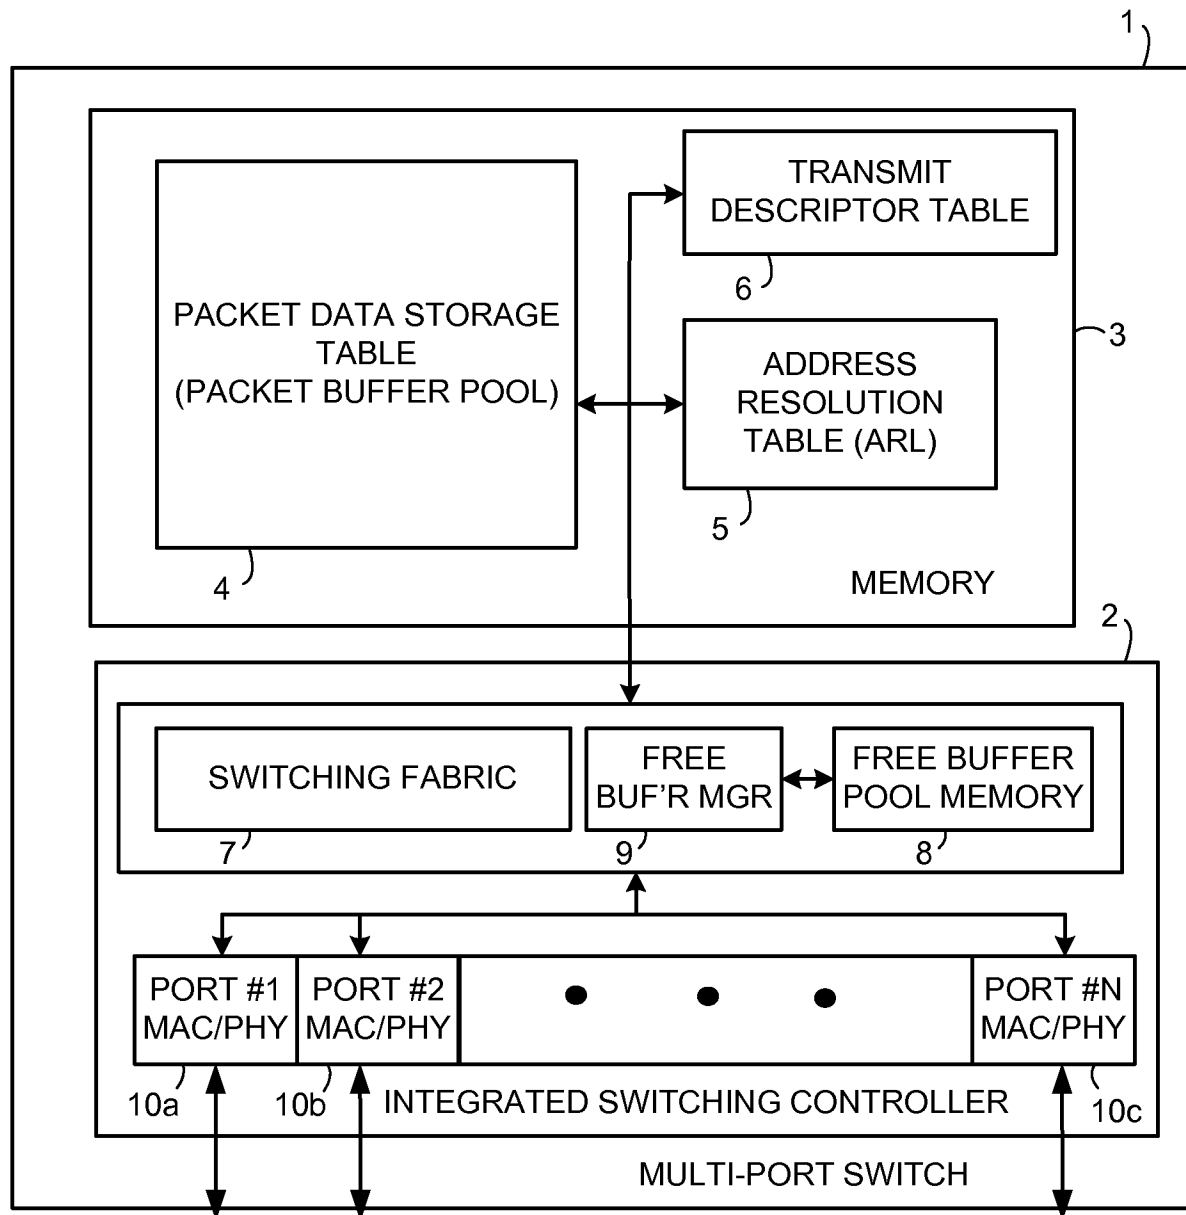 1
TRANSMIT
DESCRIPTOR TABLE
6
PACKET DATA STORAGE
TABLE
(PACKET BUFFER POOL)
4
ADDRESS
RESOLUTION
TABLE (ARL)
5
3
MEMORY
2
SWITCHING FABRIC
7
FREE
BUF'R MGR
9
FREE BUFFER
POOL MEMORY
8
PORT #1
MAC/PHY
10a
PORT #2
MAC/PHY
10b
PORT #N
MAC/PHY
10c
INTEGRATED SWITCHING CONTROLLER
MULTI-PORT SWITCH